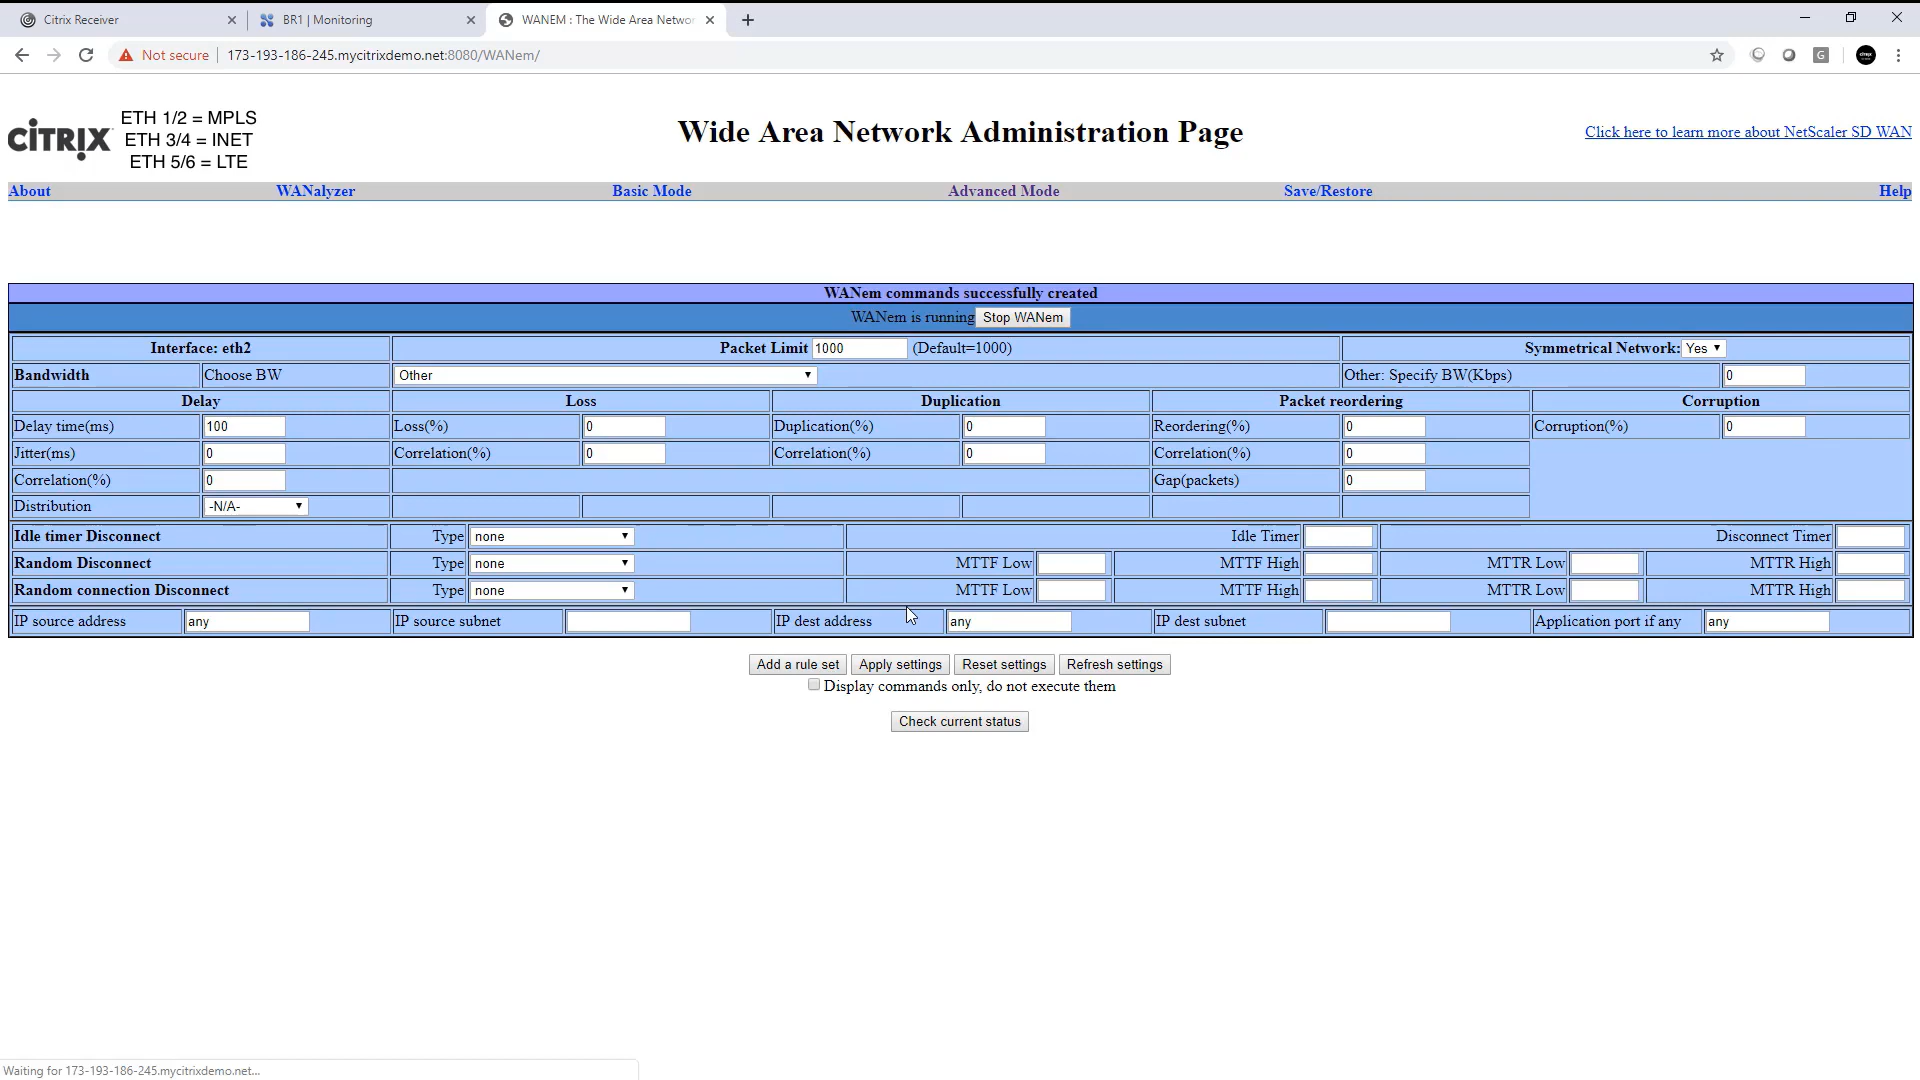 Citrix Receiver
BR1 | Monitoring
WANEM : The Wide Area Networ
Not secure
173-193-186-245.mycitrixdemo.net:8080/WANem/
G
CİTRIX
ETH 1/2 = MPLS
ETH 3/4 = INET
ETH 5/6 = LTE
Wide Area Network Administration Page
Click here to learn more about NetScaler SD WAN
About WANalyzer Basic Mode Advanced Mode Save/Restore Help
WANem commands successfully created
WANem is running Stop WANem
Interface: eth2 Packet Limit 1000 (Default=1000) Symmetrical Network: Yes
Bandwidth Choose BW Other Other: Specify BW(Kbps) 0
Delay Loss Duplication Packet reordering Corruption
Delay time(ms) 100 Loss(%) 0 Duplication(%) 0 Reordering(%) 0 Corruption(%) 0
Jitter(ms) 0 Correlation(%) 0 Correlation(%) 0 Correlation(%) 0
Correlation(%) 0 Gap(packets) 0
Distribution -N/A-
Idle timer Disconnect Type none Idle Timer Disconnect Timer
Random Disconnect Type none MTTF Low MTTF High MTTR Low MTTR High
Random connection Disconnect Type none MTTF Low MTTF High MTTR Low MTTR High
IP source address any IP source subnet IP dest address any IP dest subnet Application port if any any
Add a rule set Apply settings Reset settings Refresh settings
Display commands only, do not execute them
Check current status
Waiting for 173-193-186-245.mycitrixdemo.net...